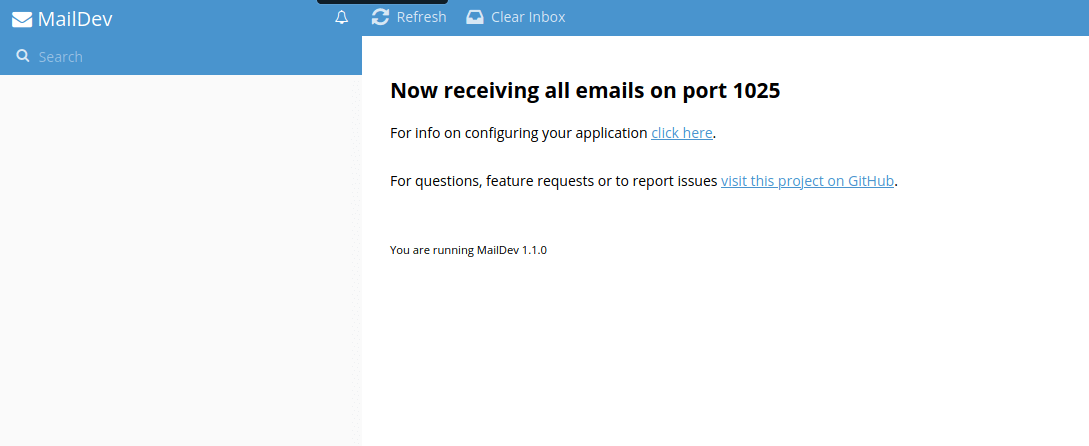 MailDev
Refresh
Clear Inbox
Search
Now receiving all emails on port 1025
For info on configuring your application click here.
For questions, feature requests or to report issues visit this project on GitHub.
You are running MailDev 1.1.0